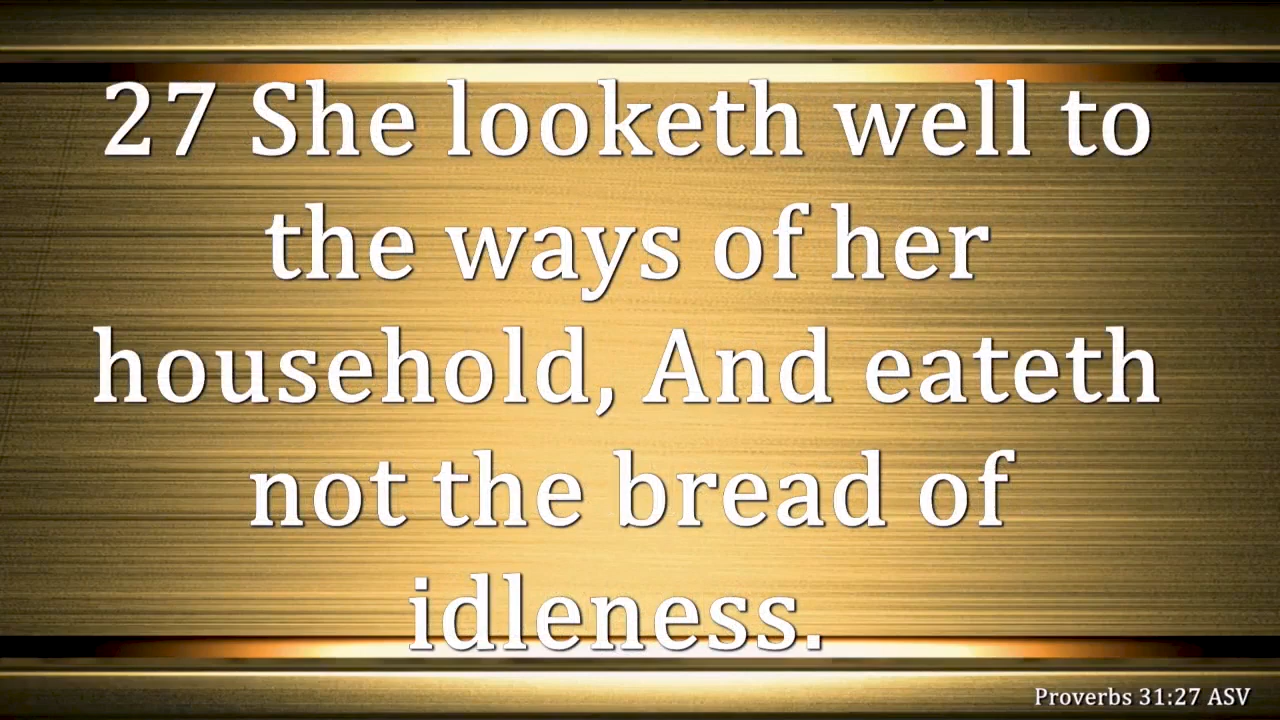 27 She looketh well to
the ways of her
household, And eateth
not the bread of
idleness.
Proverbs 31:27 ASV